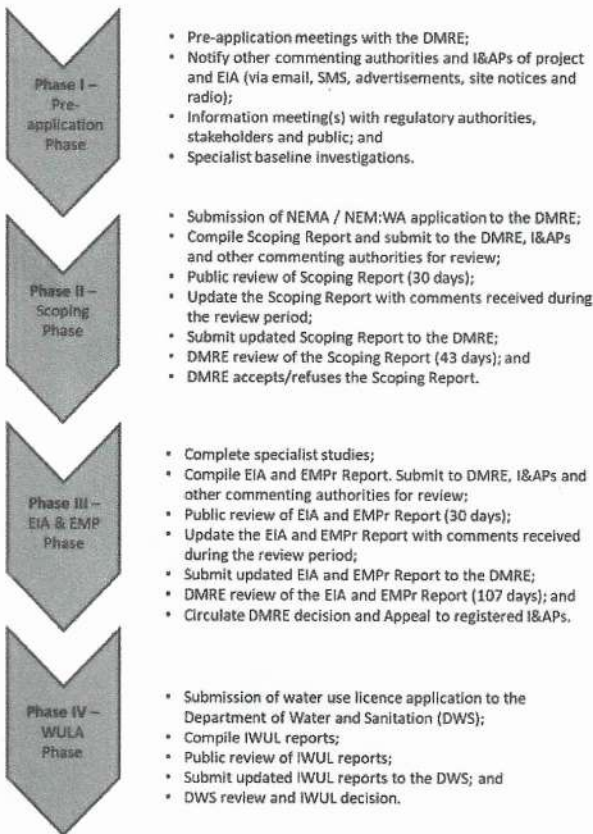 Phase I –
Pre-
application
Phase
• Pre-application meetings with the DMRE;
• Notify other commenting authorities and I&APs of project
and EIA (via email, SMS, advertisements, site notices and
radio);
• Information meeting(s) with regulatory authorities,
stakeholders and public; and
• Specialist baseline investigations.
Phase II –
Scoping
Phase
• Submission of NEMA / NEM:WA application to the DMRE;
• Compile Scoping Report and submit to the DMRE, I&APs
and other commenting authorities for review;
• Public review of Scoping Report (30 days);
• Update the Scoping Report with comments received during
the review period;
• Submit updated Scoping Report to the DMRE;
• DMRE review of the Scoping Report (43 days); and
• DMRE accepts/refuses the Scoping Report.
Phase III –
EIA & EMP
Phase
• Complete specialist studies;
• Compile EIA and EMPr Report. Submit to DMRE, I&APs and
other commenting authorities for review;
• Public review of EIA and EMPr Report (30 days);
• Update the EIA and EMPr Report with comments received
during the review period;
• Submit updated EIA and EMPr Report to the DMRE;
• DMRE review of the EIA and EMPr Report (107 days); and
• Circulate DMRE decision and Appeal to registered I&APs.
Phase IV –
WULA
Phase
• Submission of water use licence application to the
Department of Water and Sanitation (DWS);
• Compile IWUL reports;
• Public review of IWUL reports;
• Submit updated IWUL reports to the DWS; and
• DWS review and IWUL decision.